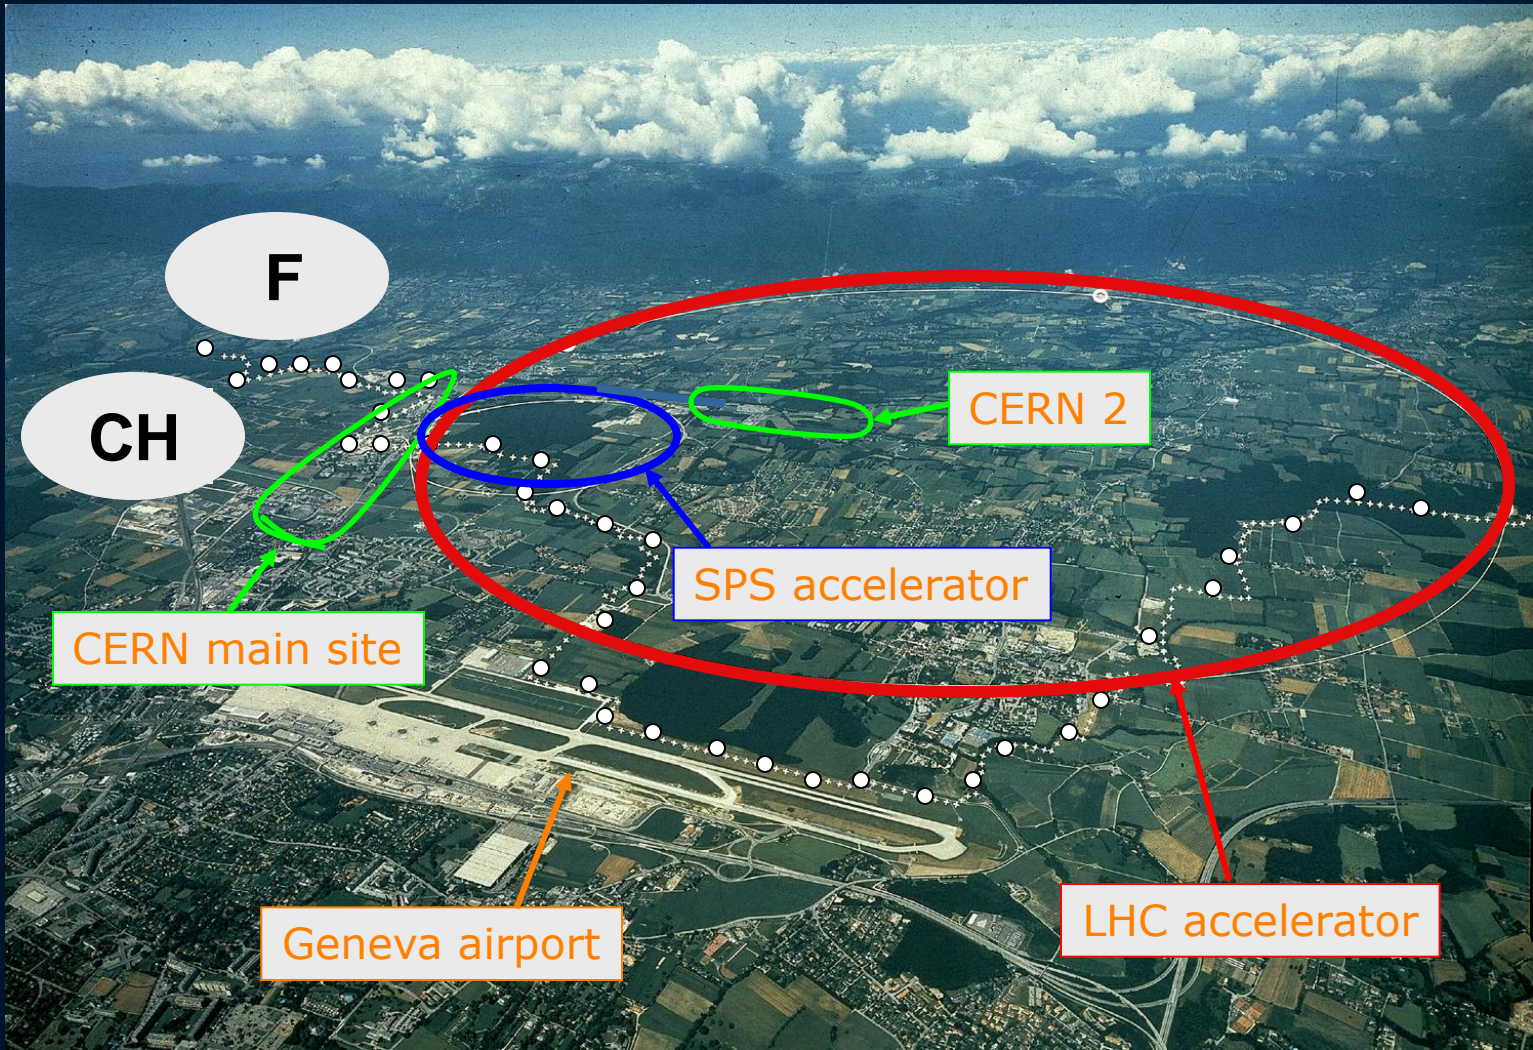 F
CH
CERN 2
SPS accelerator
CERN main site
LHC accelerator
Geneva airport